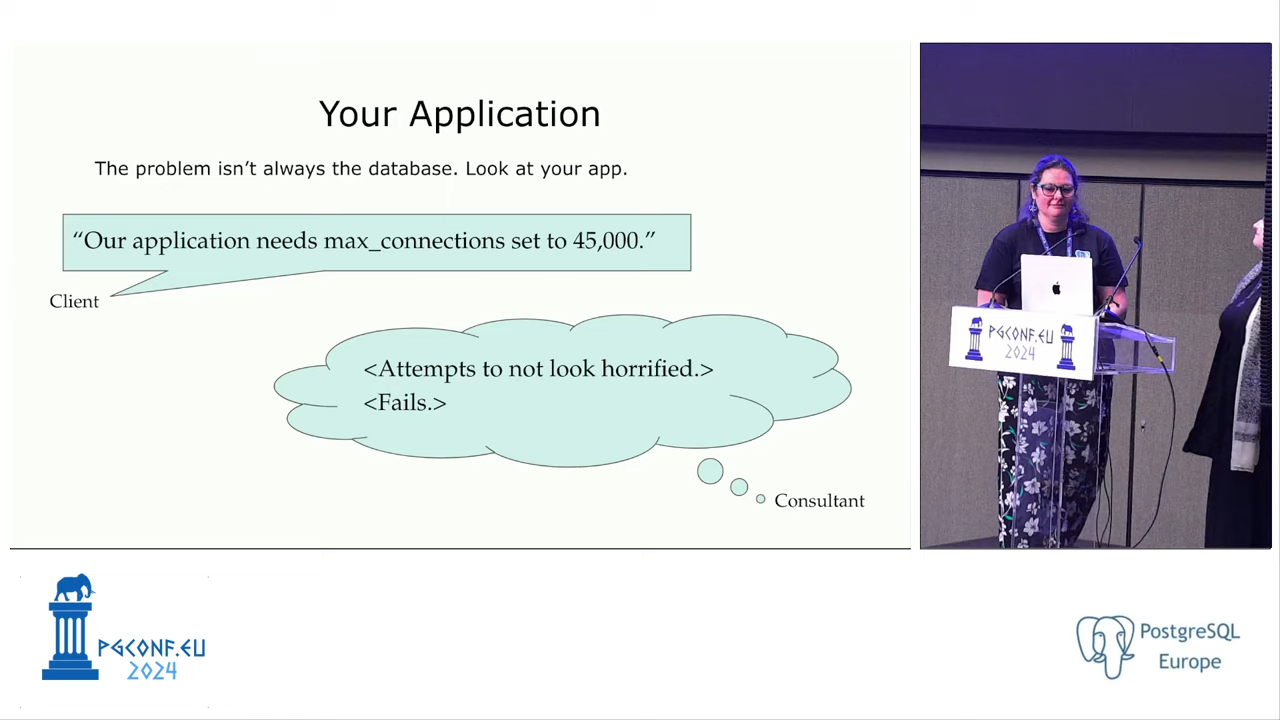 Your Application
The problem isn't always the database. Look at your app.
“Our application needs max_connections set to 45,000.”
Client
<Attempts to not look horrified.>
<Fails.>
Consultant
PGCONF.EU
2024
PGCONF.EU
2024
PostgreSQL
Europe